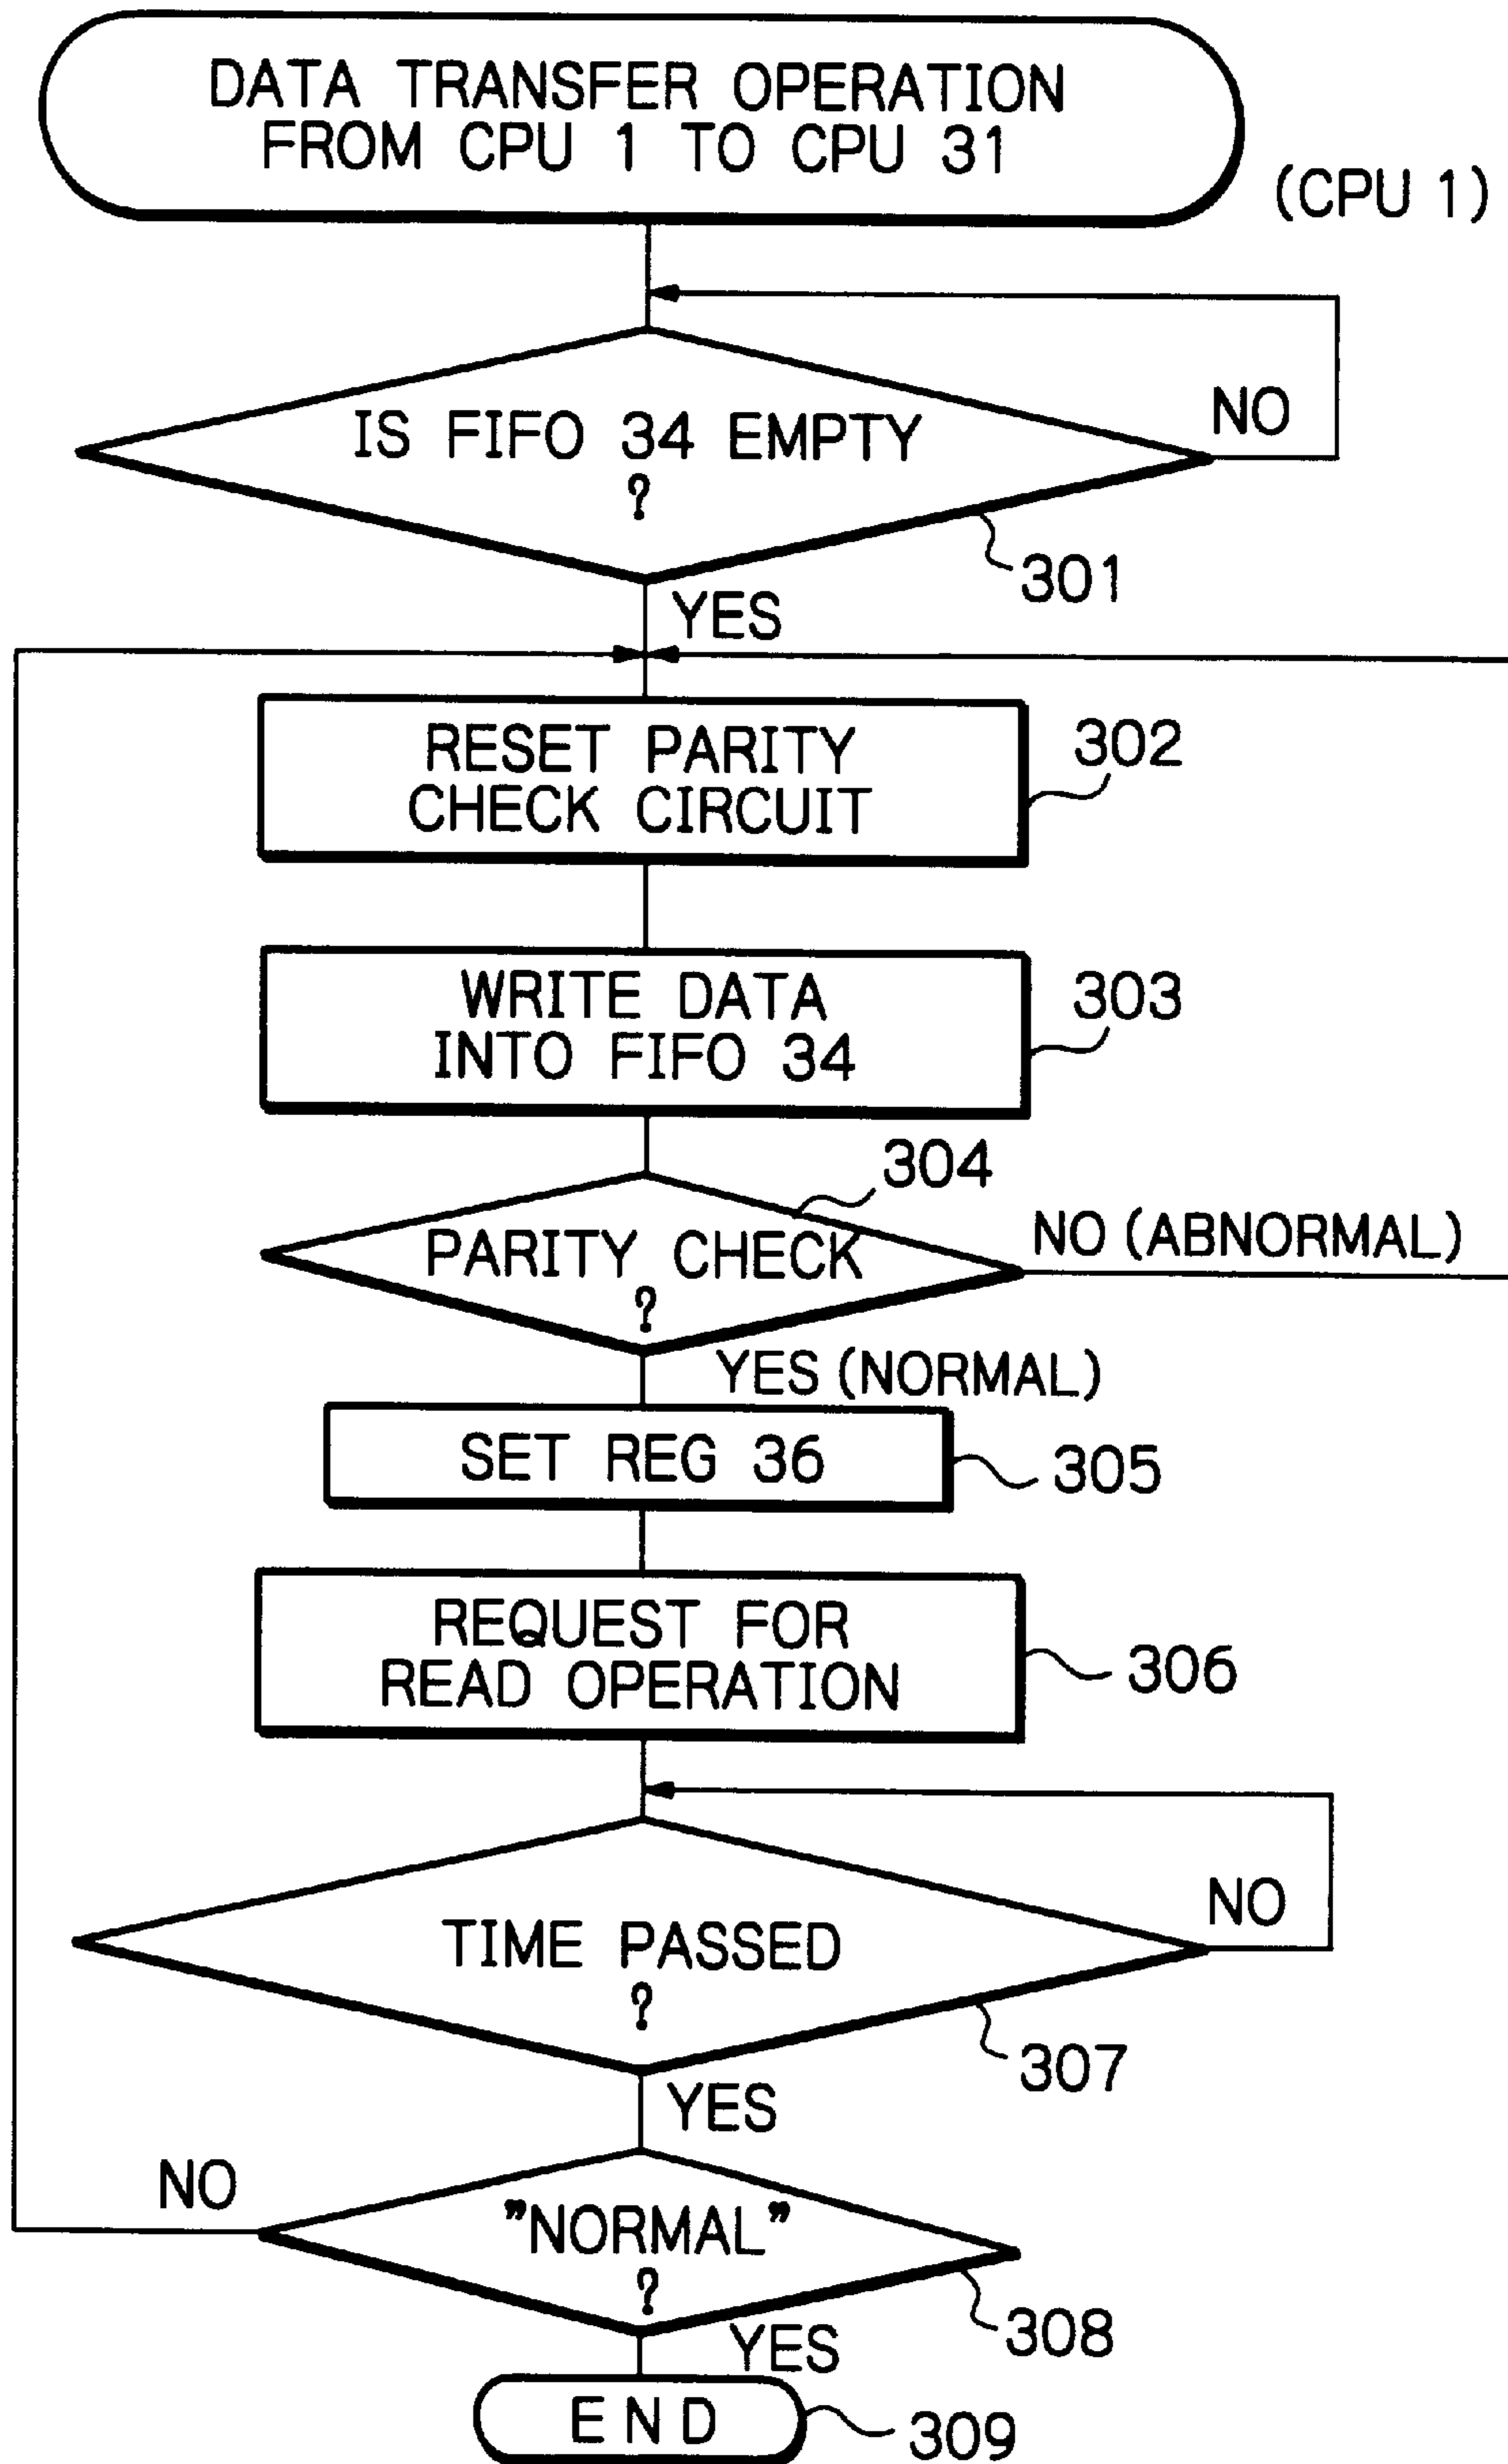 DATA TRANSFER OPERATION
FROM CPU 1 TO CPU 31
(CPU 1)
IS FIFO 34 EMPTY
?
NO
301
YES
RESET PARITY
CHECK CIRCUIT
302
WRITE DATA
INTO FIFO 34
303
304
PARITY CHECK
?
NO (ABNORMAL)
YES (NORMAL)
SET REG 36
305
REQUEST FOR
READ OPERATION
306
TIME PASSED
?
NO
307
YES
NO
"NORMAL"
?
308
YES
END
309